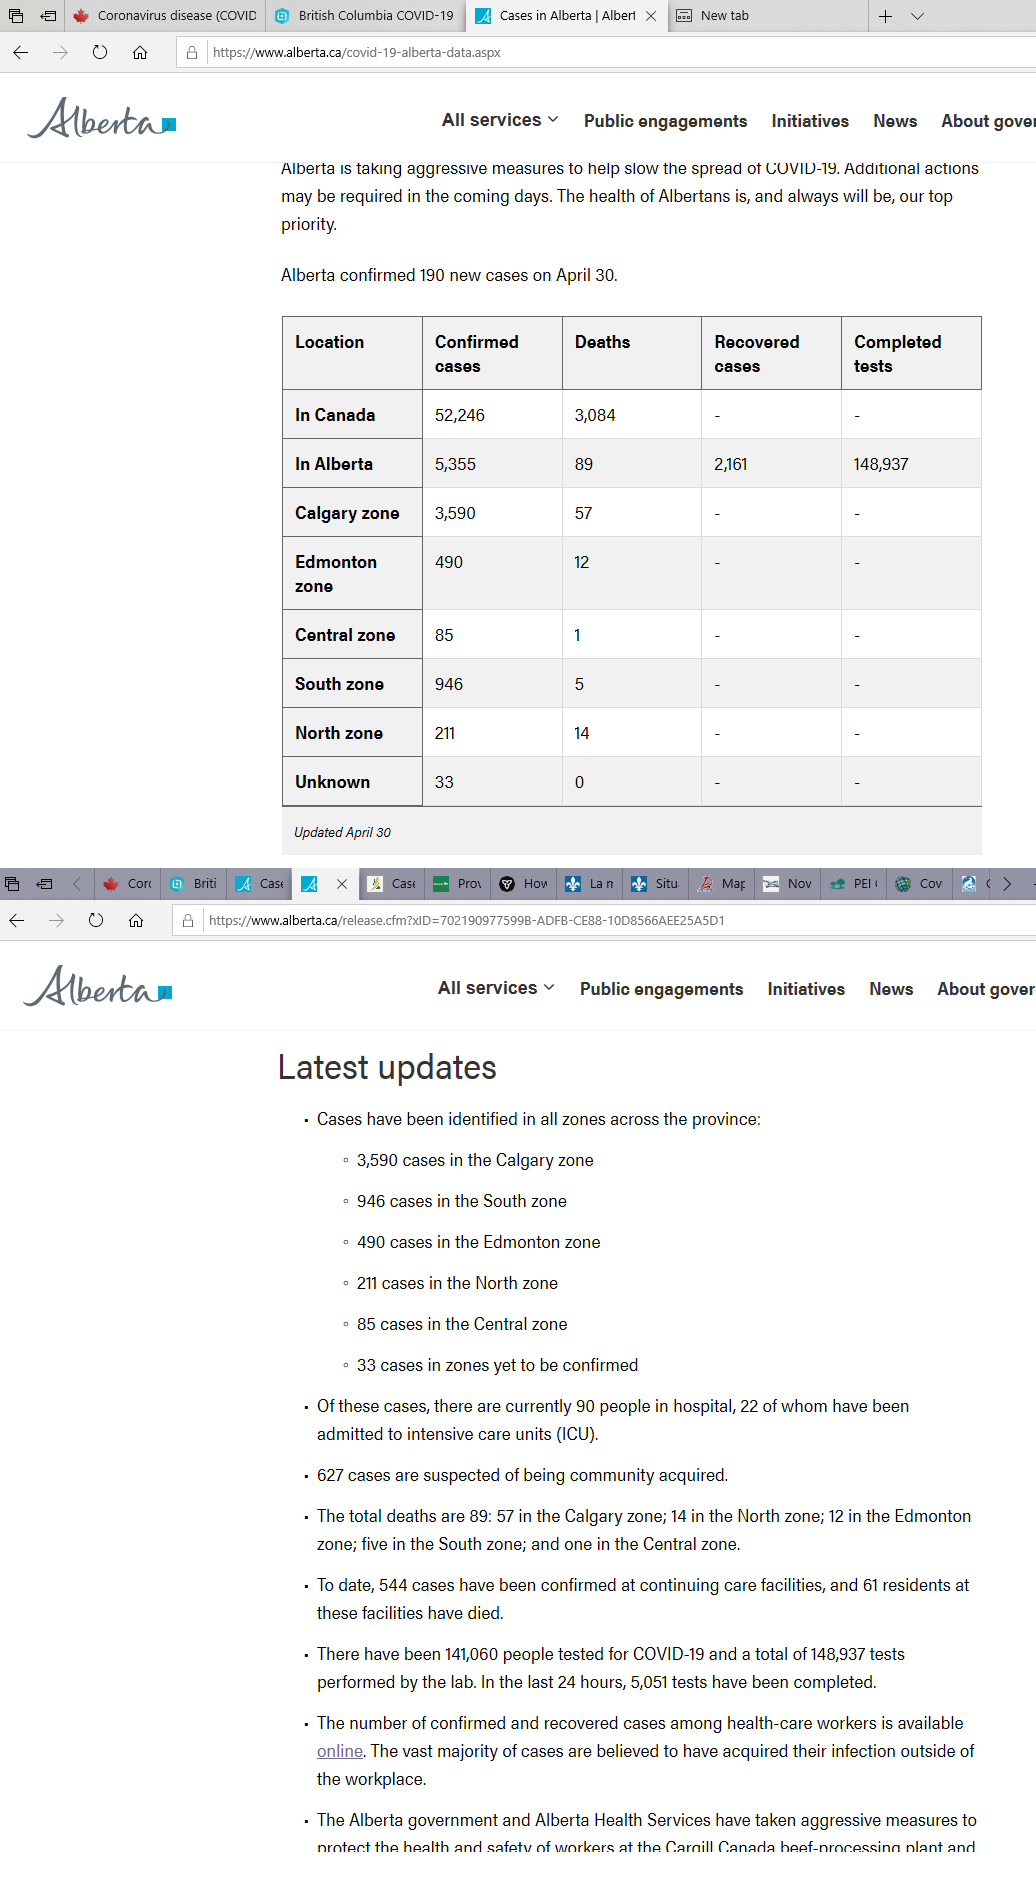 Coronavirus disease (COVID
British Columbia COVID-19
Cases in Alberta | Albert
New tab
https://www.alberta.ca/covid-19-alberta-data.aspx
Alberta
All services
Public engagements
Initiatives
News
About gover
Alberta is taking aggressive measures to help slow the spread of COVID-19. Additional actions
may be required in the coming days. The health of Albertans is, and always will be, our top
priority.
Alberta confirmed 190 new cases on April 30.
Location Confirmed cases Deaths Recovered cases Completed tests
In Canada 52,246 3,084 - -
In Alberta 5,355 89 2,161 148,937
Calgary zone 3,590 57 - -
Edmonton zone 490 12 - -
Central zone 85 1 - -
South zone 946 5 - -
North zone 211 14 - -
Unknown 33 0 - -
Updated April 30
Coro
Briti
Case
Case
Prov
How
La n
Situ
Map
Nov
PEI
Cov
https://www.alberta.ca/release.cfm?xID=702190977599B-ADFB-CE88-10D8566AEE25A5D1
Alberta
All services
Public engagements
Initiatives
News
About gover
Latest updates
▪ Cases have been identified in all zones across the province:
◦ 3,590 cases in the Calgary zone
◦ 946 cases in the South zone
◦ 490 cases in the Edmonton zone
◦ 211 cases in the North zone
◦ 85 cases in the Central zone
◦ 33 cases in zones yet to be confirmed
▪ Of these cases, there are currently 90 people in hospital, 22 of whom have been
admitted to intensive care units (ICU).
▪ 627 cases are suspected of being community acquired.
▪ The total deaths are 89: 57 in the Calgary zone; 14 in the North zone; 12 in the Edmonton
zone; five in the South zone; and one in the Central zone.
▪ To date, 544 cases have been confirmed at continuing care facilities, and 61 residents at
these facilities have died.
▪ There have been 141,060 people tested for COVID-19 and a total of 148,937 tests
performed by the lab. In the last 24 hours, 5,051 tests have been completed.
▪ The number of confirmed and recovered cases among health-care workers is available
online. The vast majority of cases are believed to have acquired their infection outside of
the workplace.
▪ The Alberta government and Alberta Health Services have taken aggressive measures to
protect the health and safety of workers at the Cargill Canada beef-processing plant and